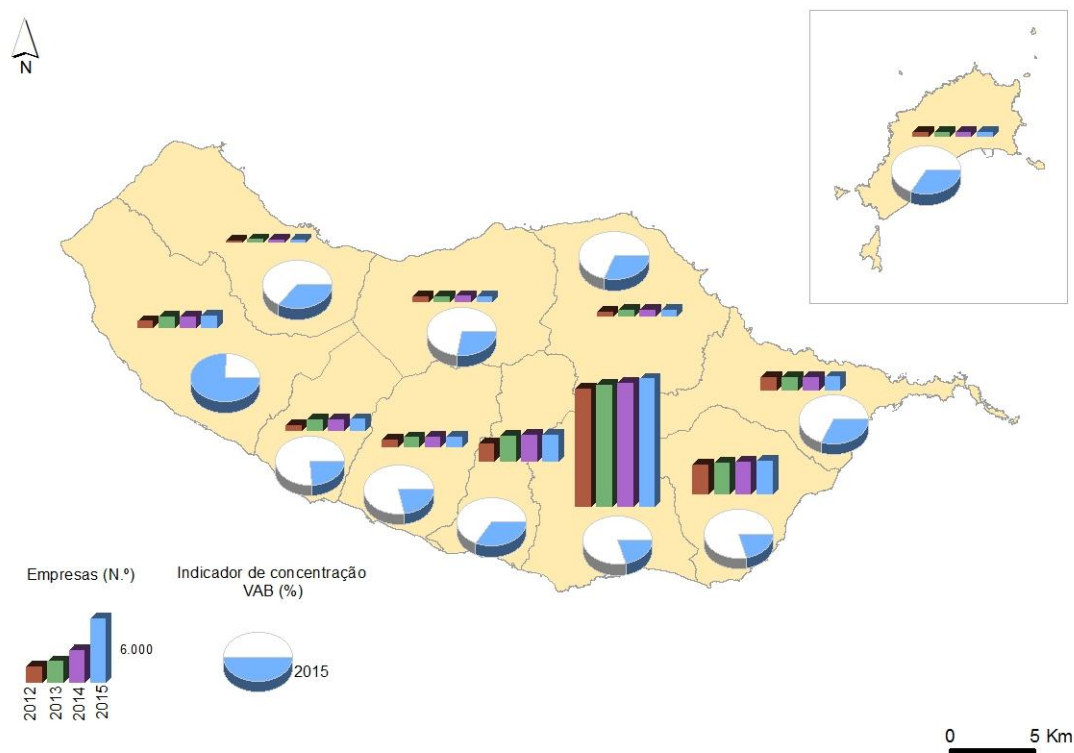 N
Empresas (N.º)
6.000
2012
2013
2014
2015
Indicador de concentração
VAB (%)
2015
0 5 Km